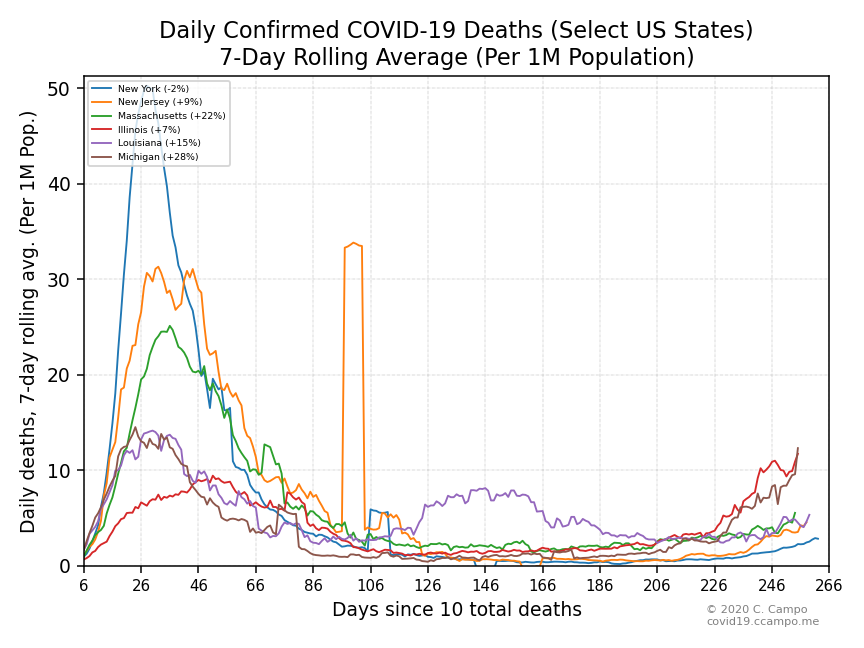 Daily Confirmed COVID-19 Deaths (Select US States)
7-Day Rolling Average (Per 1M Population)
Daily deaths, 7-day rolling avg. (Per 1M Pop.)
50
40
30
20
10
0
New York (-2%)
New Jersey (+9%)
Massachusetts (+22%)
Illinois (+7%)
Louisiana (+15%)
Michigan (+28%)
6 26 46 66 86 106 126 146 166 186 206 226 246 266
Days since 10 total deaths
© 2020 C. Campo
covid19.ccampo.me